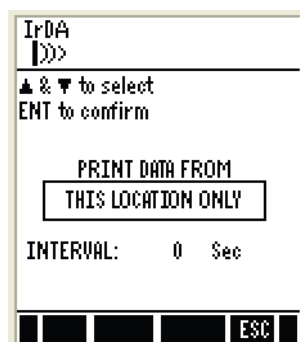 IrDA
▲ & ▼ to select
ENT to confirm
PRINT DATA FROM
THIS LOCATION ONLY
INTERVAL: 0 Sec
ESC